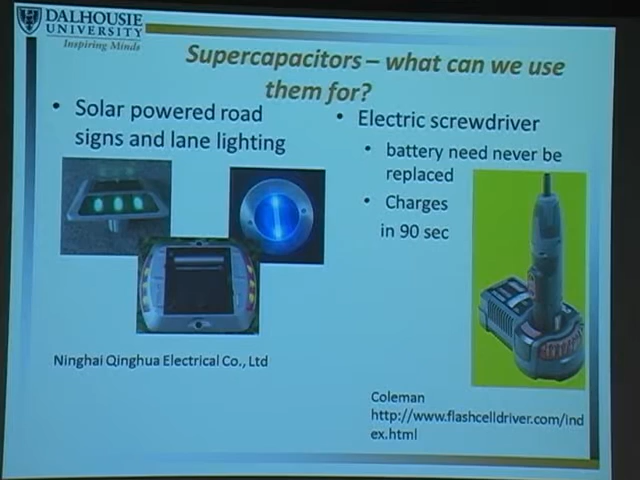 DALHOUSIE
UNIVERSITY
Inspiring Minds
Supercapacitors – what can we use
them for?
• Solar powered road
signs and lane lighting
Ninghai Qinghua Electrical Co., Ltd
• Electric screwdriver
• battery need never be
replaced
• Charges
in 90 sec
Coleman
http://www.flashcelldriver.com/ind
ex.html